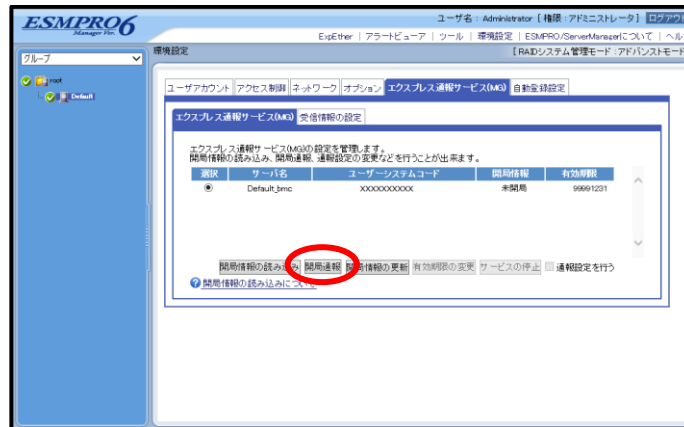 ESMPRO6
Manager Ver.
ユーザ名 : Administrator [ 権限 : アドミニストレータ ] ログアウト
ExpEther | アラートビューア | ツール | 環境設定 | ESMPRO/ServerManagerについて | ヘル
グループ
環境設定
[ RAIDシステム管理モード : アドバンストモード
root
Default
ユーザアカウント アクセス制御 ネットワーク オプション エクスプレス通報サービス(MG) 自動登録設定
エクスプレス通報サービス(MG) 受信情報の設定
エクスプレス通報サービス(MG)の設定を管理します。
開局情報の読み込み、開局通報、通報設定の変更などを行うことが出来ます。
選択 サーバ名 ユーザーシステムコード 開局情報 有効期限
Default_bmc XXXXXXXXXX 未開局 99991231
開局情報の読み込み 開局通報 開局情報の更新 有効期限の変更 サービスの停止 通報設定を行う
開局情報の読み込みについて